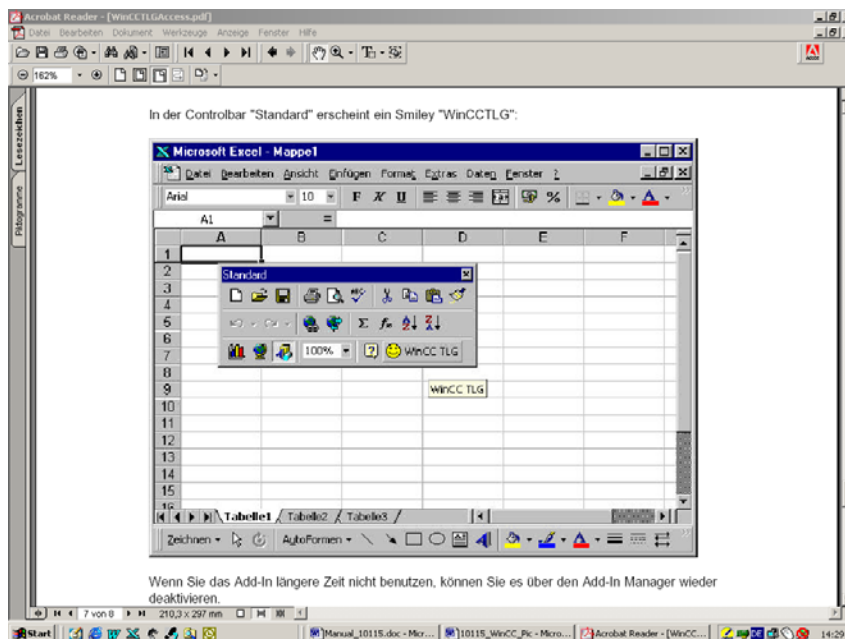 Acrobat Reader - [WinCCTLGAccess.pdf]
Datei Bearbeiten Dokument Werkzeuge Anzeige Fenster Hilfe
162%
Lesezeichen
Piktogramme
In der Controlbar "Standard" erscheint ein Smiley "WinCCTLG":
Microsoft Excel - Mappe1
Datei Bearbeiten Ansicht Einfügen Format Extras Daten Fenster ?
Arial 10 F K U %
A1 =
A B C D E F
1
2
Standard
3
4
5
6
7
100% WinCC TLG
8
9
WinCC TLG
10
11
12
13
14
15
16
Tabelle1 Tabelle2 Tabelle3
Zeichnen AutoFormen
Wenn Sie das Add-In längere Zeit nicht benutzen, können Sie es über den Add-In Manager wieder
deaktivieren.
7 von 8 210,3 x 297 mm
Start Manual_10115.doc - Micr... 10115_WinCC_Pic - Micro... Acrobat Reader - [WinCC... 14:29